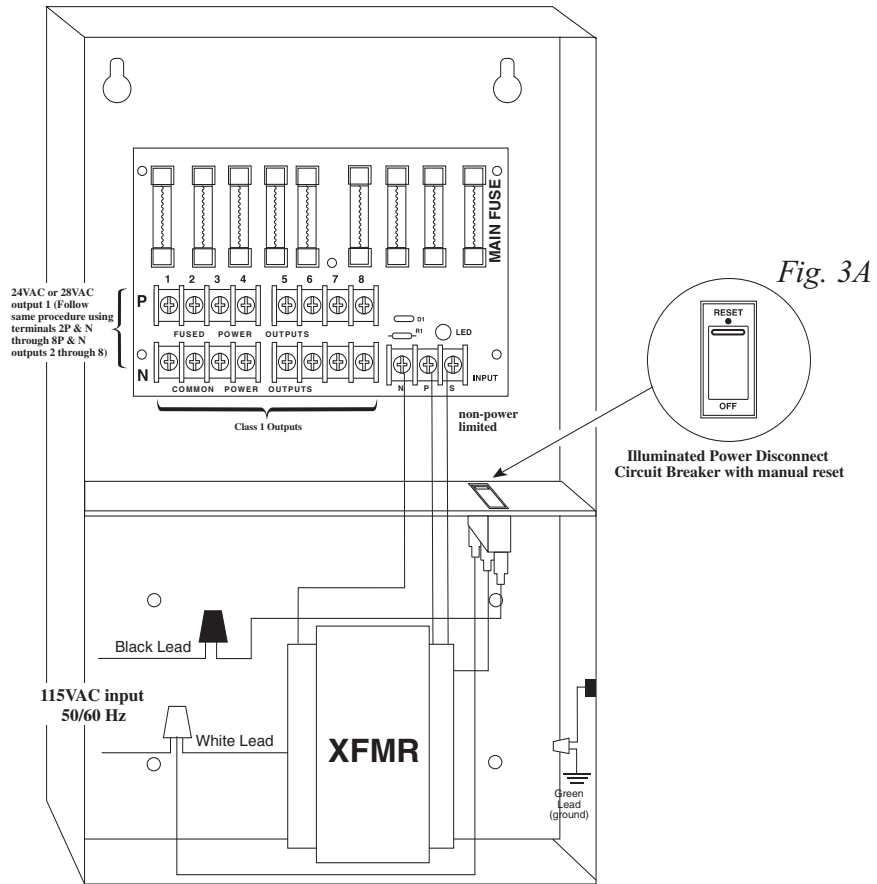 MAIN FUSE
Fig. 3A
1 2 3 4 5 6 7 8
24VAC or 28VAC
output 1 (Follow
same procedure using
terminals 2P & N
through 8P & N
outputs 2 through 8)
P
FUSED POWER OUTPUTS
D1
R1
LED
N
COMMON POWER OUTPUTS
N P S
INPUT
Class 1 Outputs
non-power
limited
RESET
OFF
Illuminated Power Disconnect
Circuit Breaker with manual reset
Black Lead
115VAC input
50/60 Hz
White Lead
XFMR
Green
Lead
(ground)